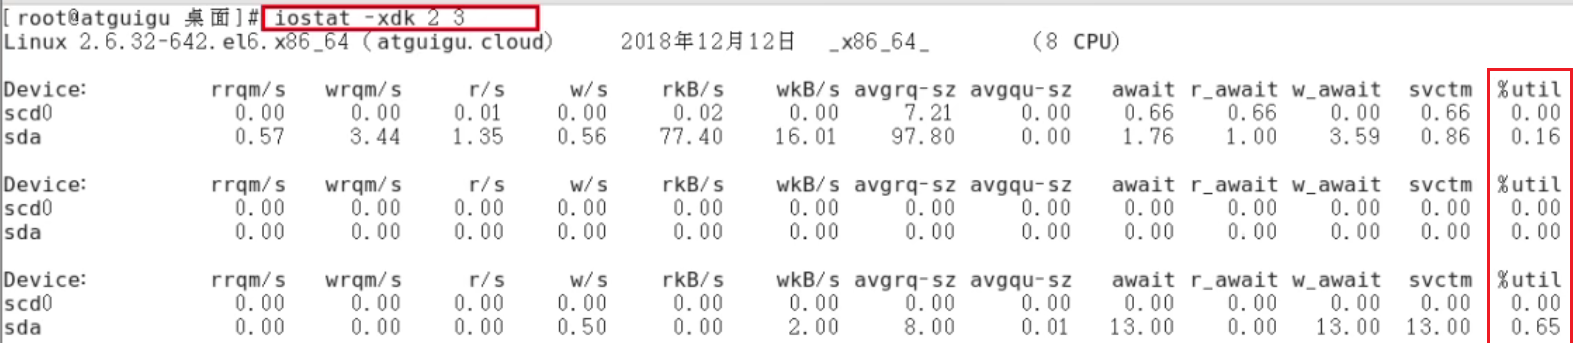 [root@atguigu 桌面]# iostat -xdk 2 3
Linux 2.6.32-642.el6.x86_64 (atguigu.cloud) 2018年12月12日 _x86_64_ (8 CPU)
Device: rrqm/s wrqm/s r/s w/s rkB/s wkB/s avgrq-sz avgqu-sz await r_await w_await svctm %util
scd0 0.00 0.00 0.01 0.00 0.02 0.00 7.21 0.00 0.66 0.66 0.00 0.66 0.00
sda 0.57 3.44 1.35 0.56 77.40 16.01 97.80 0.00 1.76 1.00 3.59 0.86 0.16
Device: rrqm/s wrqm/s r/s w/s rkB/s wkB/s avgrq-sz avgqu-sz await r_await w_await svctm %util
scd0 0.00 0.00 0.00 0.00 0.00 0.00 0.00 0.00 0.00 0.00 0.00 0.00 0.00
sda 0.00 0.00 0.00 0.00 0.00 0.00 0.00 0.00 0.00 0.00 0.00 0.00 0.00
Device: rrqm/s wrqm/s r/s w/s rkB/s wkB/s avgrq-sz avgqu-sz await r_await w_await svctm %util
scd0 0.00 0.00 0.00 0.00 0.00 0.00 0.00 0.00 0.00 0.00 0.00 0.00 0.00
sda 0.00 0.00 0.00 0.50 0.00 2.00 8.00 0.01 13.00 0.00 13.00 13.00 0.65